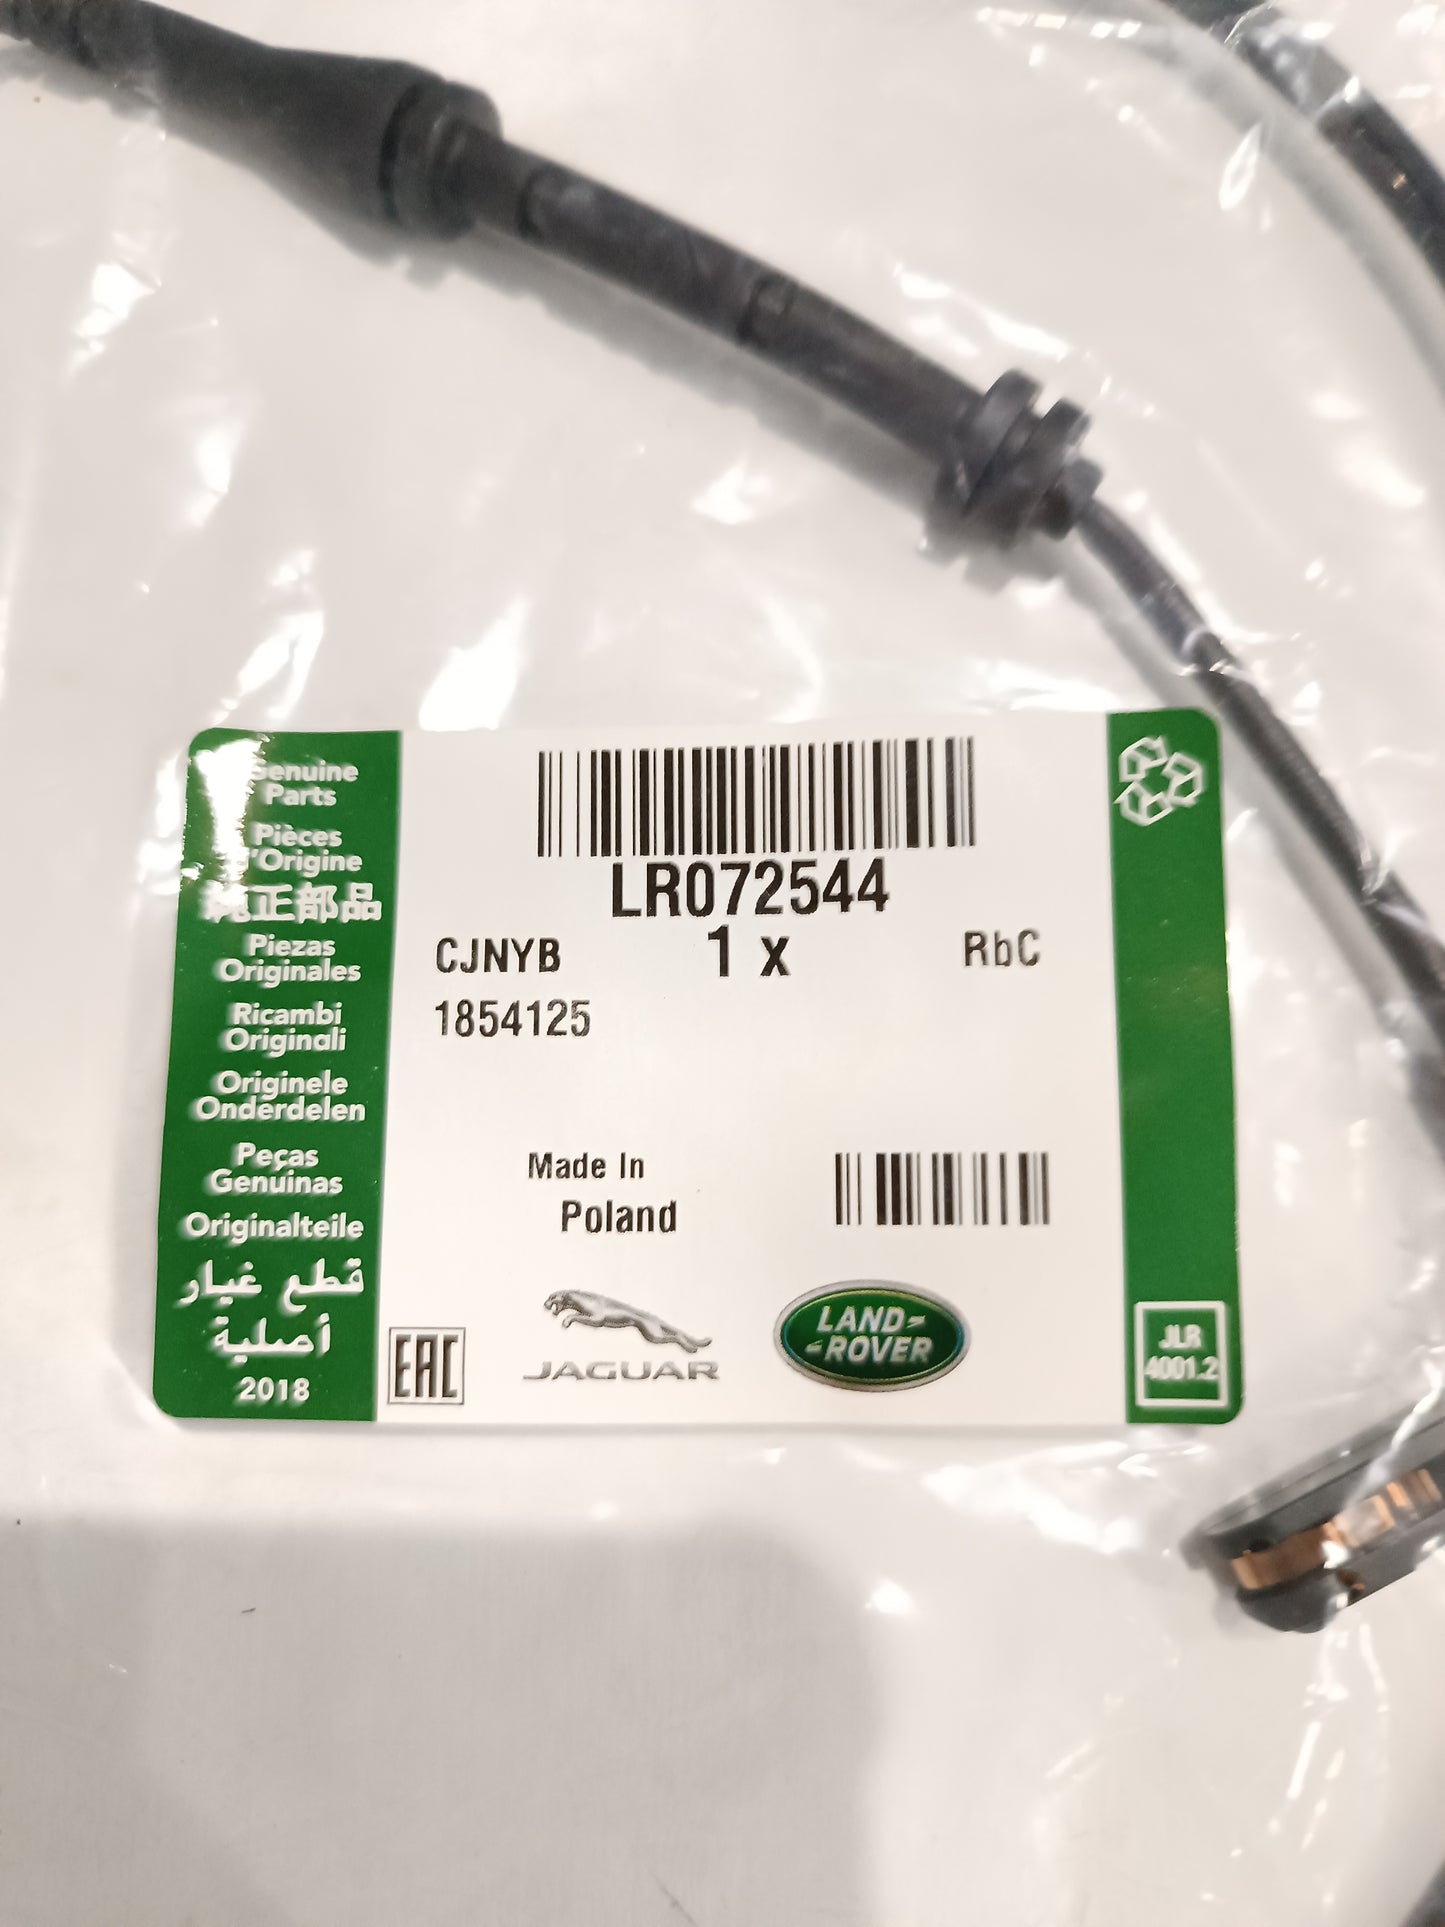 Genuine
Parts
Pièces
d'Origine
純正部品
Piezas
Originales
Ricambi
Originali
Originele
Onderdelen
Peças
Genuínas
Originalteile
قطع غيار
أصلية
2018
LR072544
CJNYB
1 x
RbC
1854125
Made In
Poland
EAC
JAGUAR
LAND-
-ROVER
JLR
4001.2